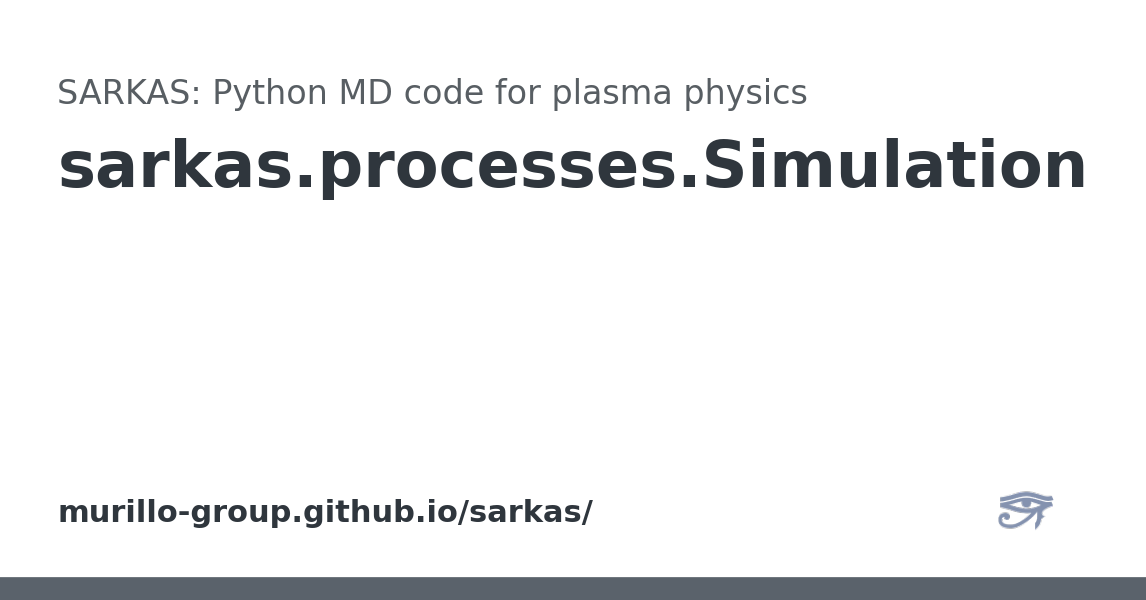 SARKAS: Python MD code for plasma physics
sarkas.processes.Simulation
murillo-group.github.io/sarkas/